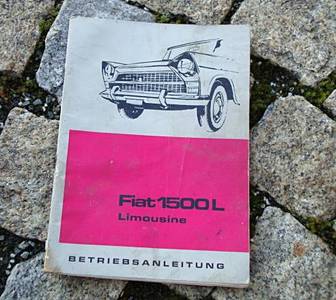 Fiat 1500 L
Limousine
BETRIEBSANLEITUNG